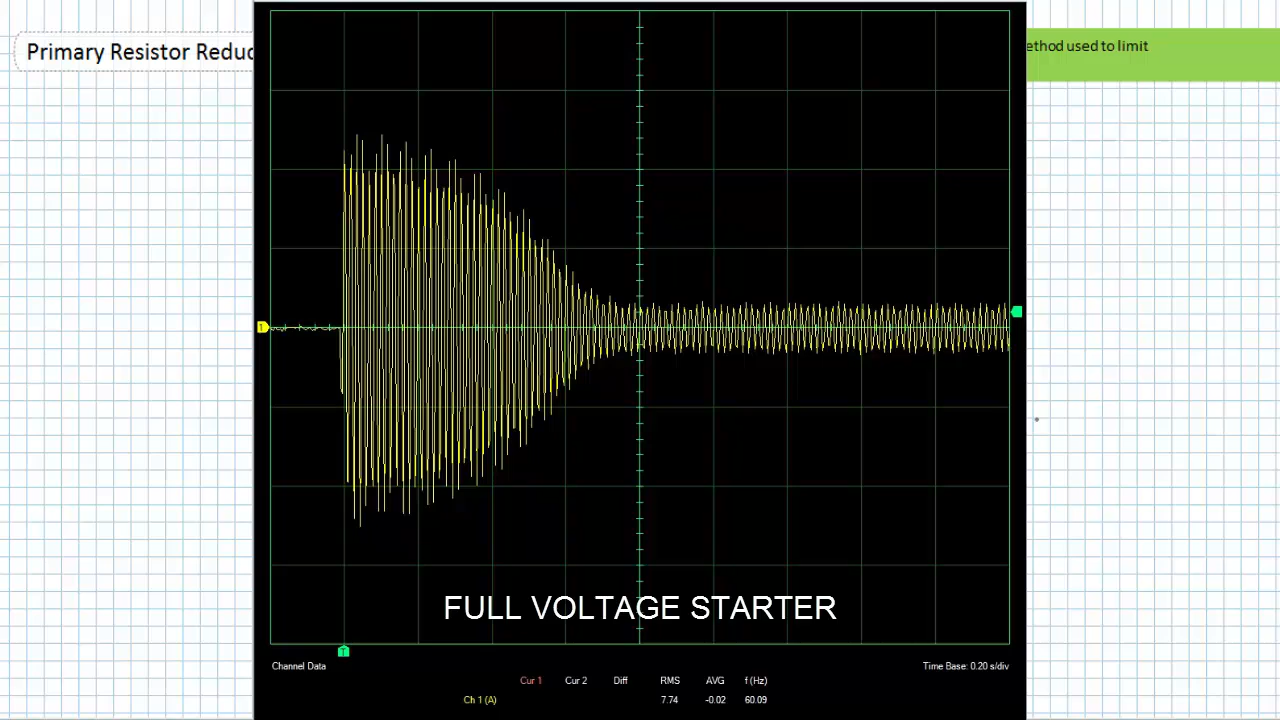 Primary Resistor Reduc
ethod used to limit
1
FULL VOLTAGE STARTER
T
Channel Data
Time Base: 0.20 s/div
Cur 1 Cur 2 Diff RMS AVG f (Hz)
Ch 1 (A) 7.74 -0.02 60.09